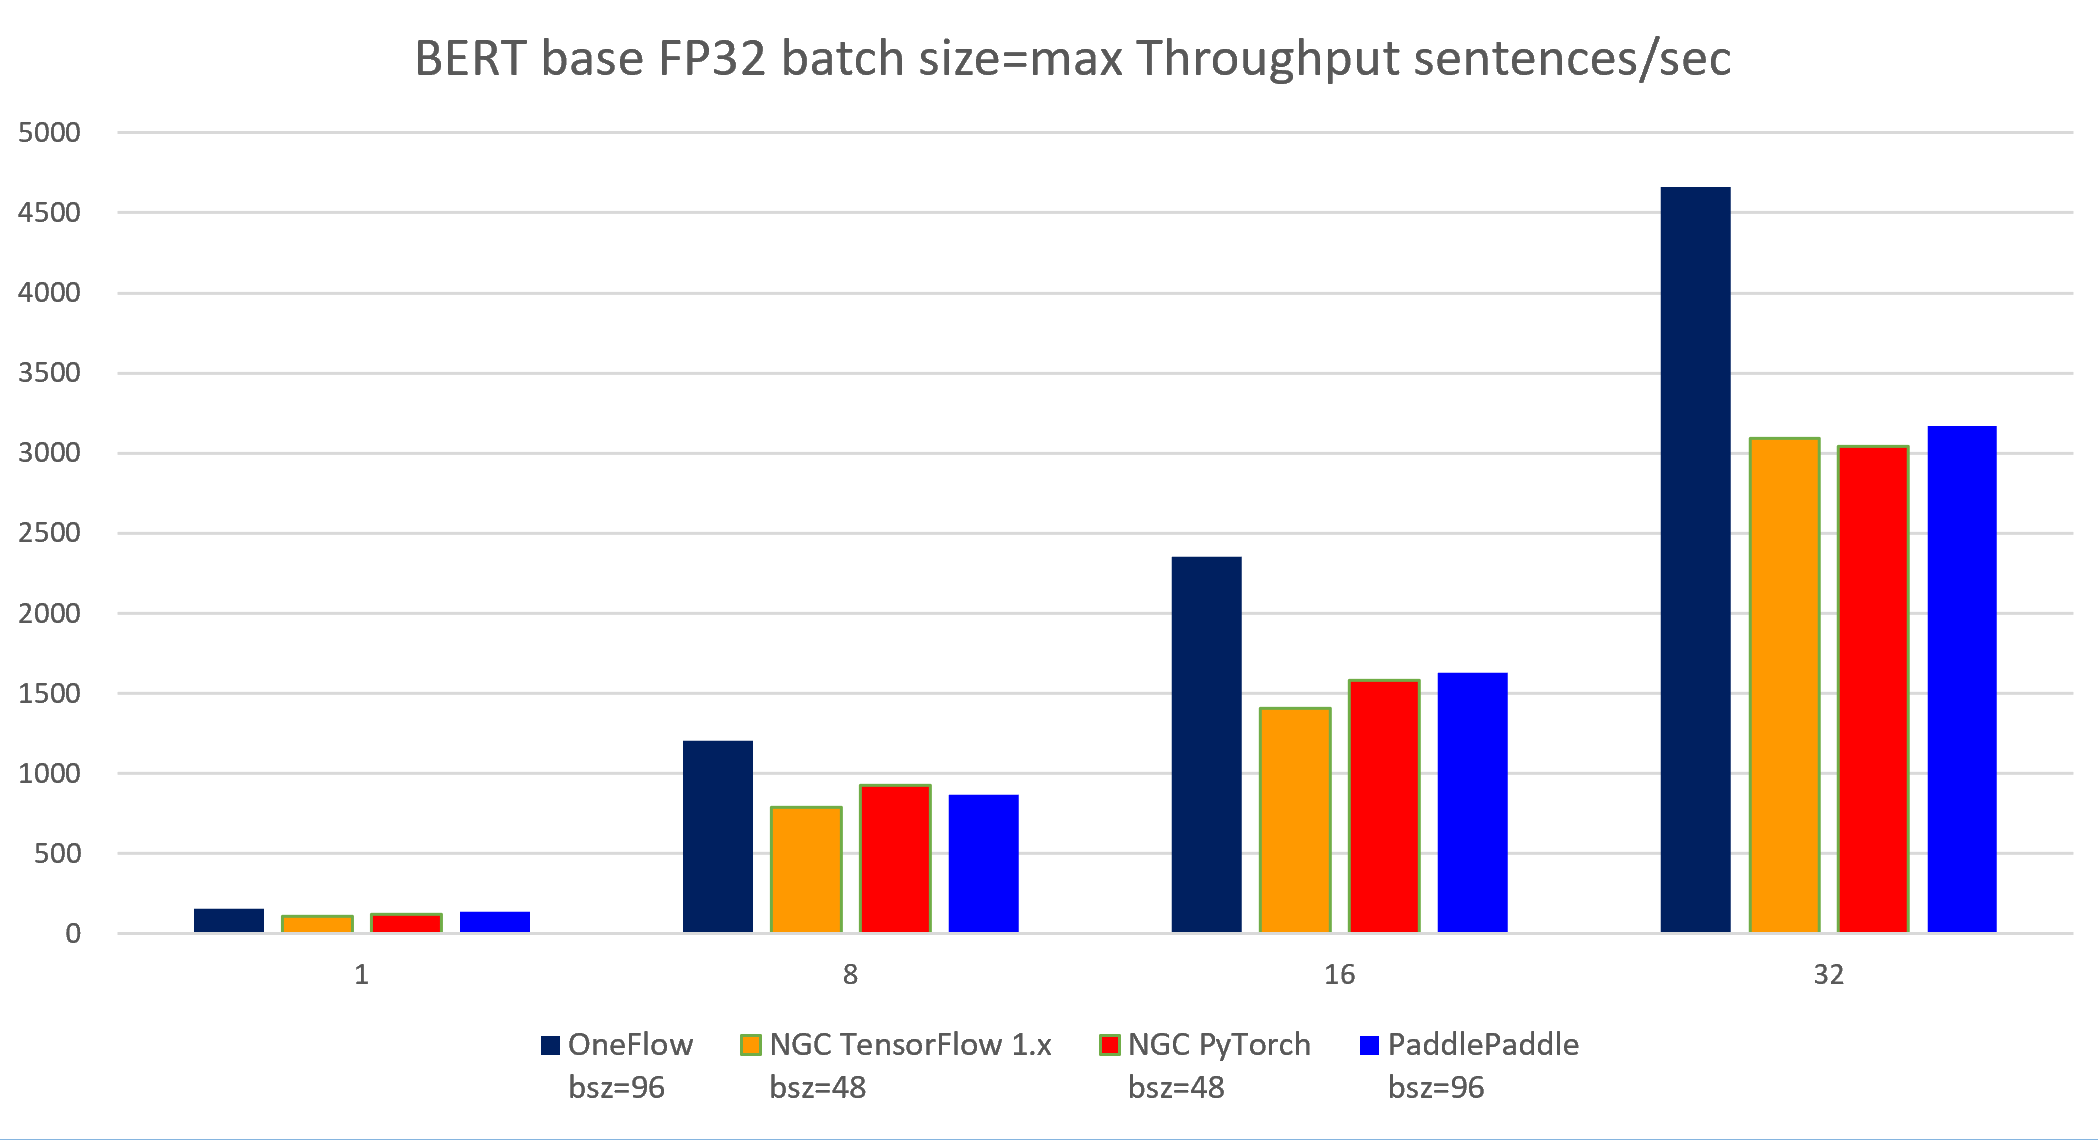 BERT base FP32 batch size=max Throughput sentences/sec
5000
4500
4000
3500
3000
2500
2000
1500
1000
500
0
1 8 16 32
OneFlow NGC TensorFlow 1.x NGC PyTorch PaddlePaddle
bsz=96 bsz=48 bsz=48 bsz=96